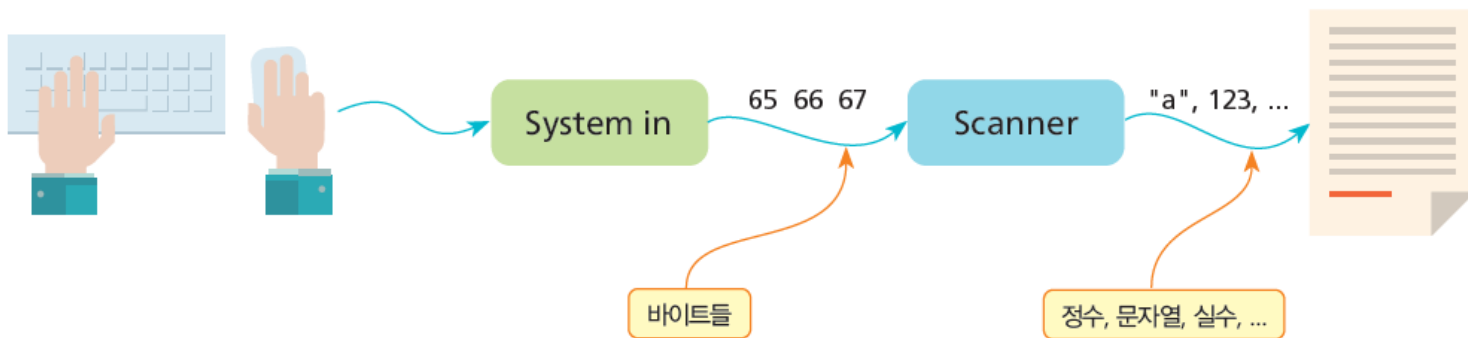 System in
65 66 67
Scanner
"a", 123, ...
바이트들
정수, 문자열, 실수, ...